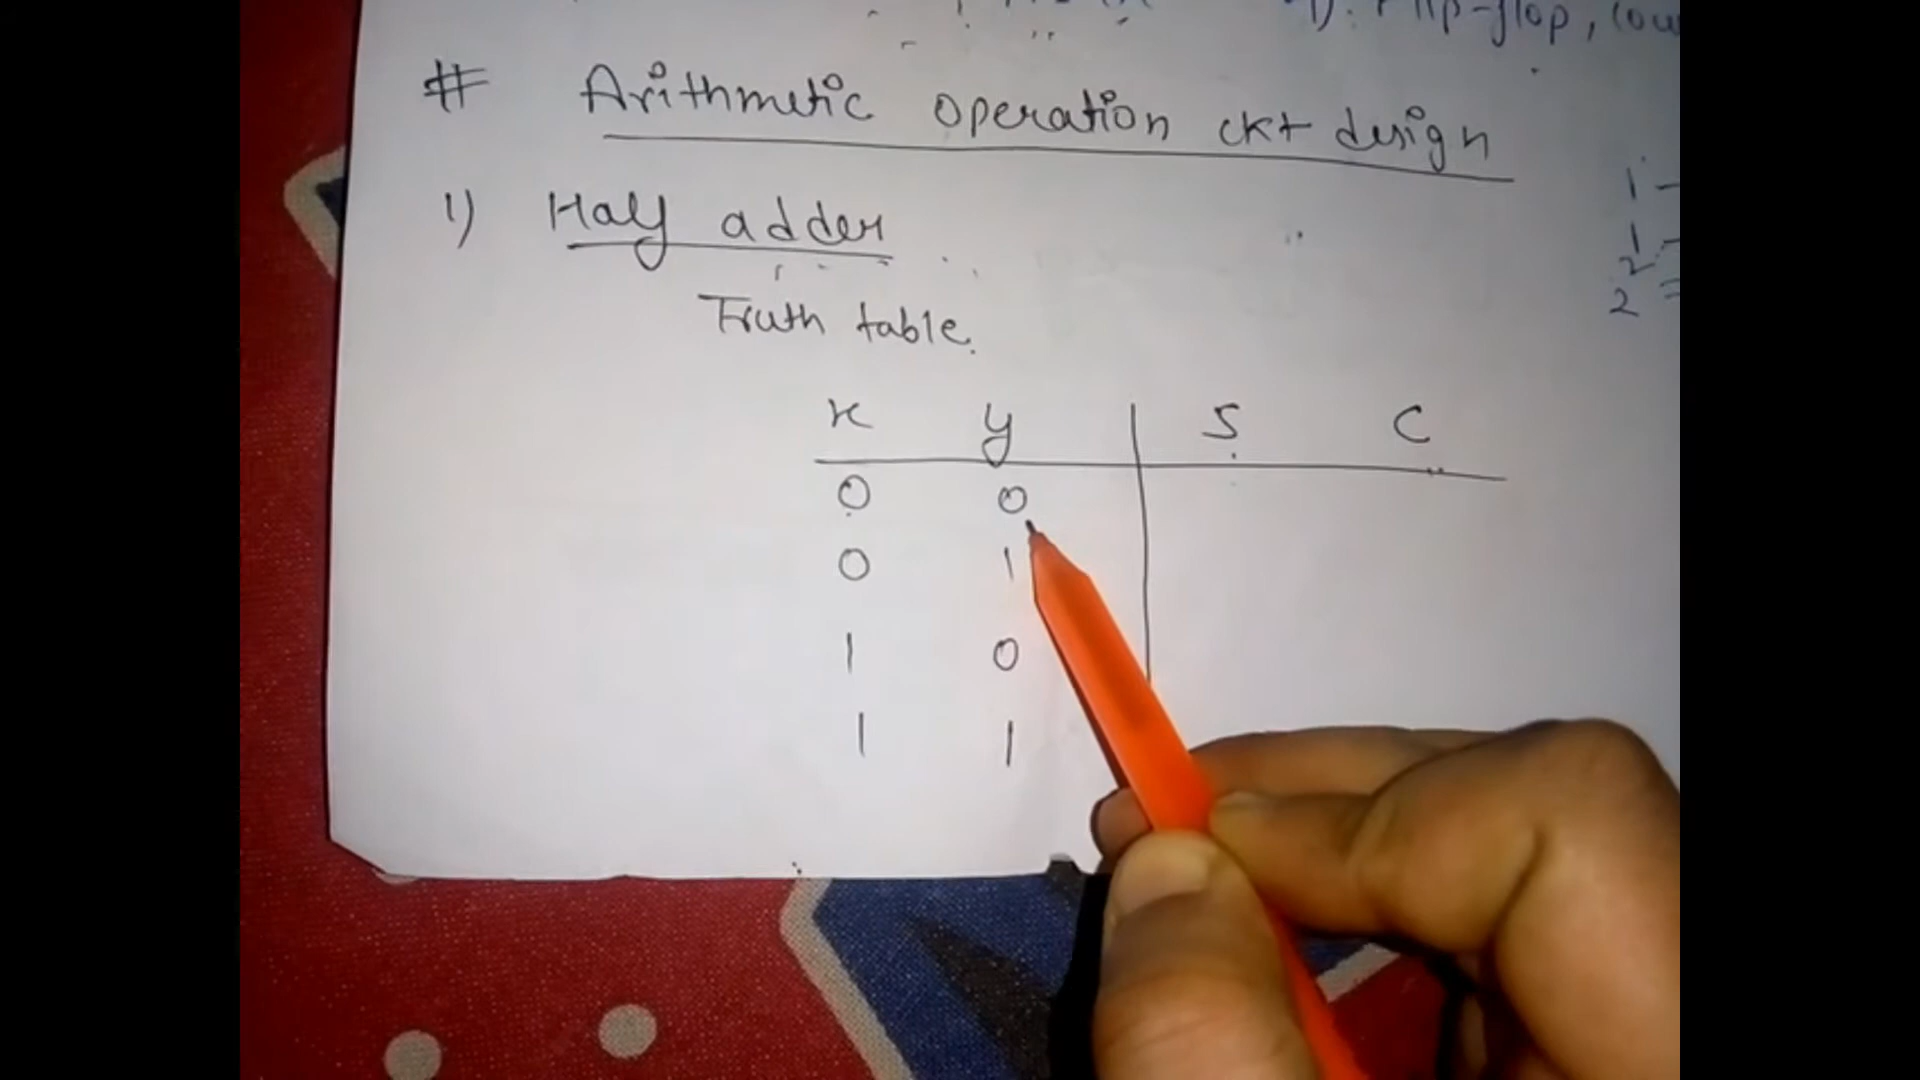 # Arithmetic operation ckt design
1) Half adder
Truth table.
x y S C
0 0
0 1
1 0
1 1